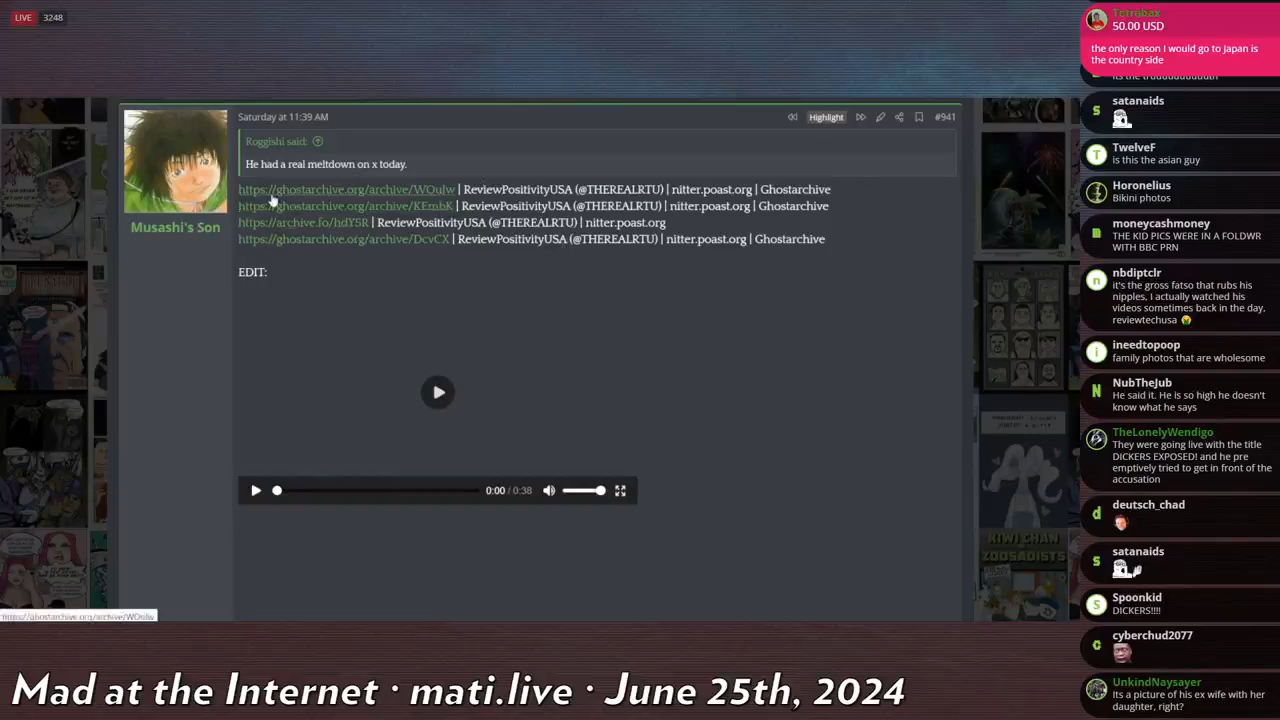 LIVE 3248
Saturday at 11:39 AM
Highlight
#941
Roggishi said:
He had a real meltdown on x today.
https://ghostarchive.org/archive/WOulw | ReviewPositivityUSA (@THEREALRTU) | nitter.poast.org | Ghostarchive
https://ghostarchive.org/archive/KEmbK | ReviewPositivityUSA (@THEREALRTU) | nitter.poast.org | Ghostarchive
https://archive.fo/hdY5R | ReviewPositivityUSA (@THEREALRTU) | nitter.poast.org
https://ghostarchive.org/archive/DcvCX | ReviewPositivityUSA (@THEREALRTU) | nitter.poast.org | Ghostarchive
Musashi's Son
EDIT:
0:00 / 0:38
KIWI CHAN
ZOOSADISTS
https://ghostarchive.org/archive/WOulw
Mad at the Internet · mati.live · June 25th, 2024
Tetrabax
50.00 USD
the only reason I would go to Japan is
the country side
satanaids
TwelveF
is this the asian guy
Horonelius
Bikini photos
moneycashmoney
THE KID PICS WERE IN A FOLDWR
WITH BBC PRN
nbdiptclr
it's the gross fatso that rubs his
nipples, I actually watched his
videos sometimes back in the day,
reviewtechusa
ineedtopoop
family photos that are wholesome
NubTheJub
He said it. He is so high he doesn't
know what he says
TheLonelyWendigo
They were going live with the title
DICKERS EXPOSED! and he pre
emptively tried to get in front of the
accusation
deutsch_chad
satanaids
Spoonkid
DICKERS!!!!
cyberchud2077
UnkindNaysayer
Its a picture of his ex wife with her
daughter, right?